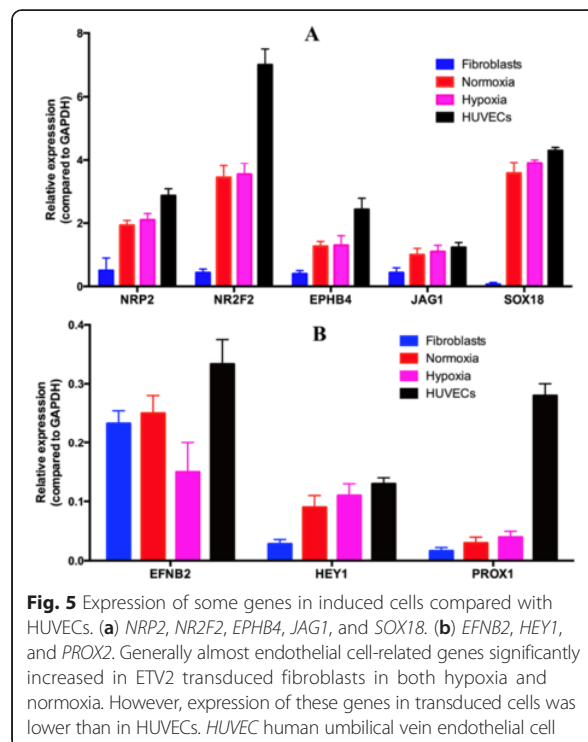 A
Relative expresssion
(compared to GAPDH)
8
6
4
2
0
Fibroblasts
Normoxia
Hypoxia
HUVECs
NRP2
NR2F2
EPHB4
JAG1
SOX18
B
Relative expresssion
(compared to GAPDH)
0.4
0.3
0.2
0.1
0.0
Fibroblasts
Normoxia
Hypoxia
HUVECs
EFNB2
HEY1
PROX1
Fig. 5 Expression of some genes in induced cells compared with
HUVECs. (a) NRP2, NR2F2, EPHB4, JAG1, and SOX18. (b) EFNB2, HEY1,
and PROX2. Generally almost endothelial cell-related genes significantly
increased in ETV2 transduced fibroblasts in both hypoxia and
normoxia. However, expression of these genes in transduced cells was
lower than in HUVECs. HUVEC human umbilical vein endothelial cell